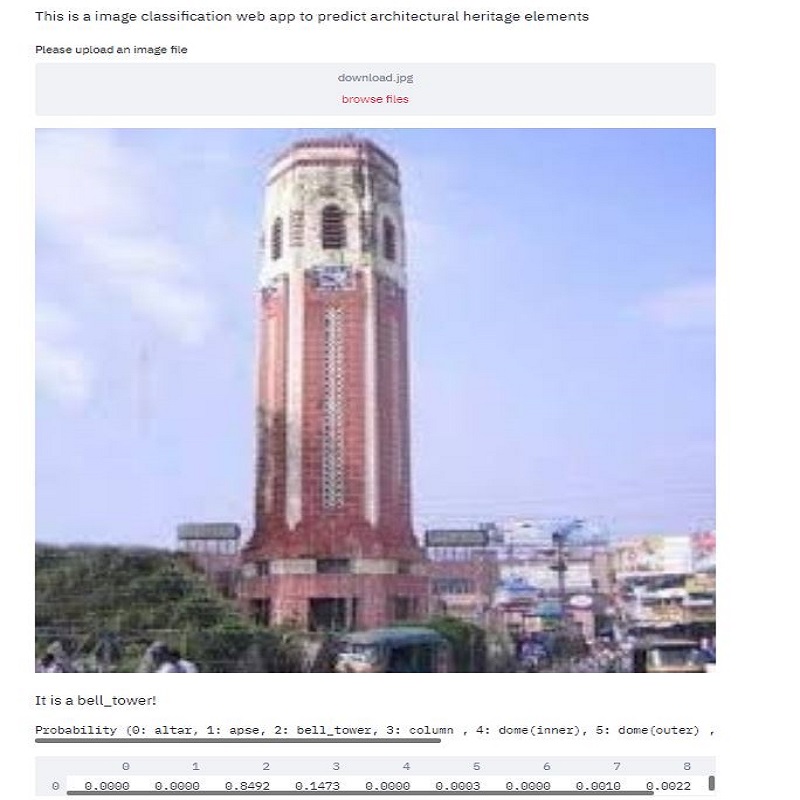 This is a image classification web app to predict architectural heritage elements
Please upload an image file
download.jpg
browse files
It is a bell_tower!
Probability (0: altar, 1: apse, 2: bell_tower, 3: column , 4: dome(inner), 5: dome(outer) ,
0 1 2 3 4 5 6 7 8
0 0.0000 0.0000 0.8492 0.1473 0.0000 0.0003 0.0000 0.0010 0.0022